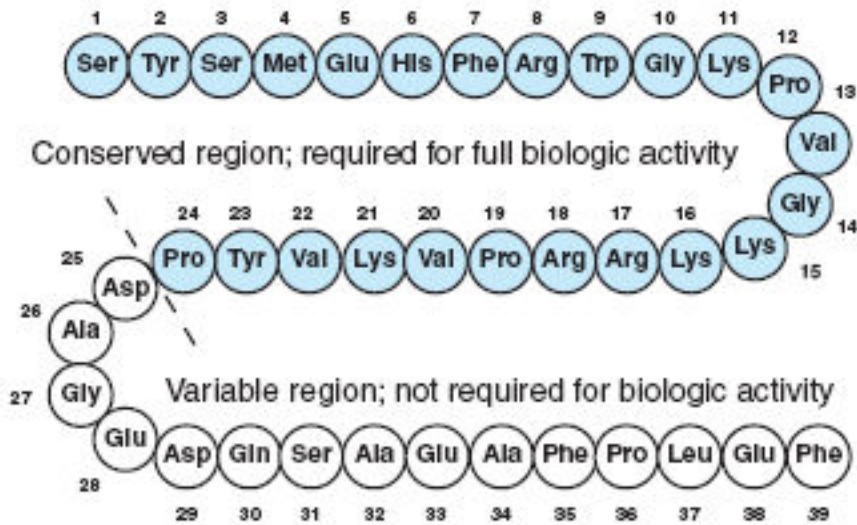 1 2 3 4 5 6 7 8 9 10 11 12 13
Ser Tyr Ser Met Glu His Phe Arg Trp Gly Lys Pro Val
Conserved region; required for full biologic activity
24 23 22 21 20 19 18 17 16 15 14
Pro Tyr Val Lys Val Pro Arg Arg Lys Lys Gly
25 Asp
26 Ala
27 Gly
28 Glu
Variable region; not required for biologic activity
Asp Gln Ser Ala Glu Ala Phe Pro Leu Glu Phe
29 30 31 32 33 34 35 36 37 38 39